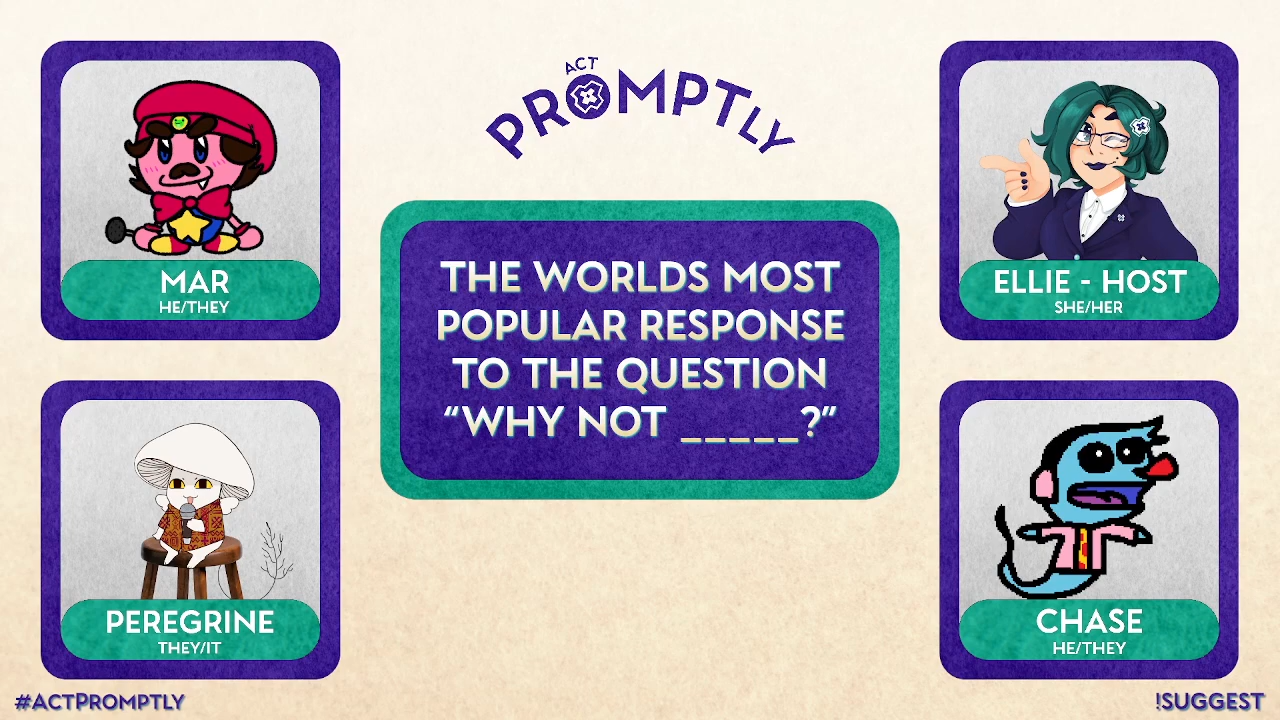 ACT
PROMPTLY
MAR
HE/THEY
ELLIE - HOST
SHE/HER
THE WORLDS MOST
POPULAR RESPONSE
TO THE QUESTION
“WHY NOT _____?”
PEREGRINE
THEY/IT
CHASE
HE/THEY
#ACTPROMPTLY
!SUGGEST